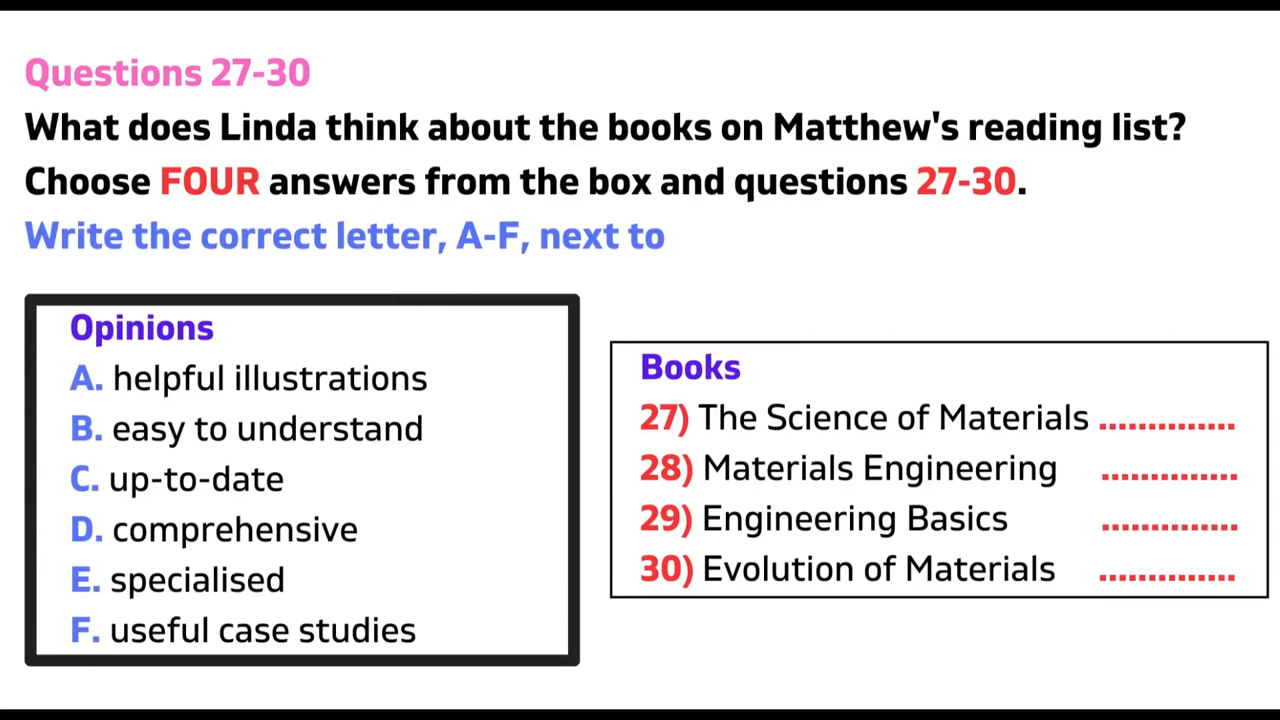 Questions 27-30
What does Linda think about the books on Matthew's reading list?
Choose FOUR answers from the box and questions 27-30.
Write the correct letter, A-F, next to
Opinions
A. helpful illustrations
B. easy to understand
C. up-to-date
D. comprehensive
E. specialised
F. useful case studies
Books
27) The Science of Materials ..............
28) Materials Engineering ..............
29) Engineering Basics ..............
30) Evolution of Materials ..............